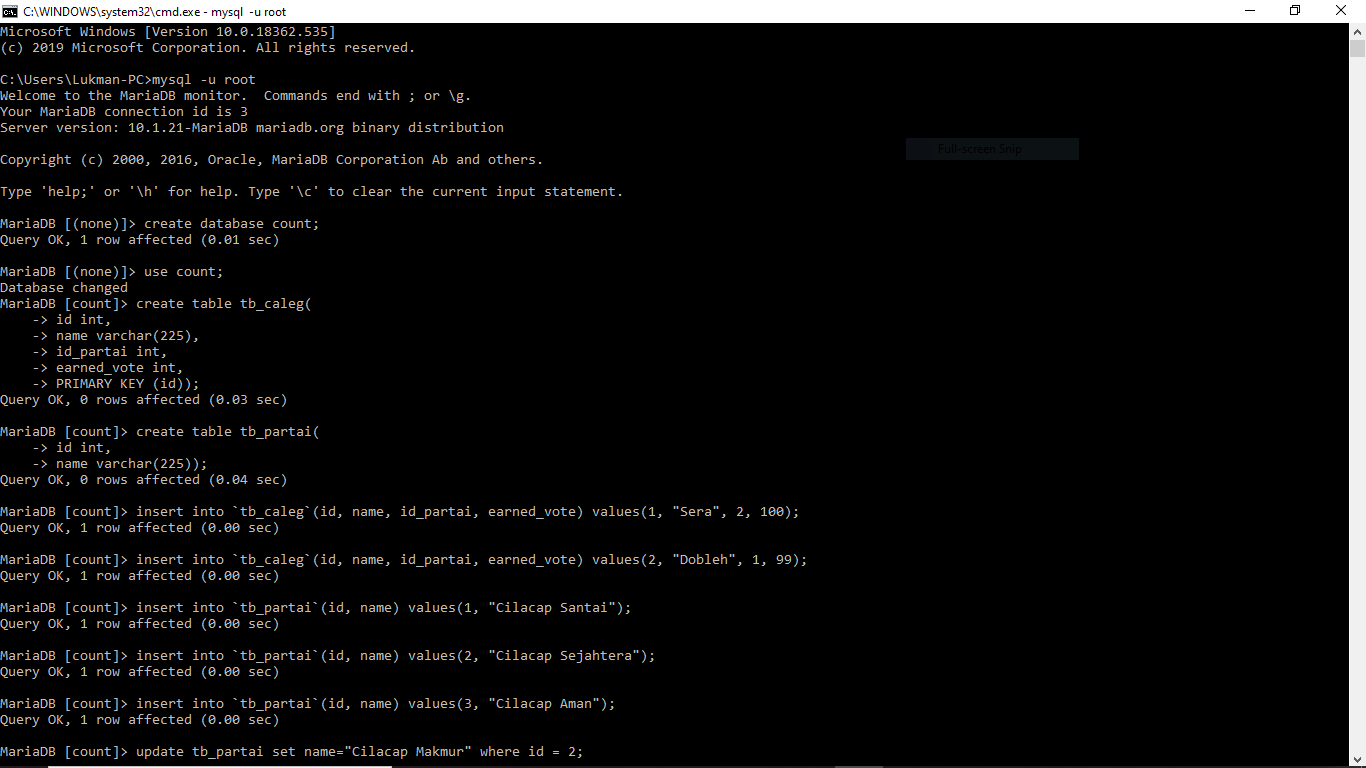 C:\WINDOWS\system32\cmd.exe - mysql -u root
Microsoft Windows [Version 10.0.18362.535]
(c) 2019 Microsoft Corporation. All rights reserved.
C:\Users\Lukman-PC>mysql -u root
Welcome to the MariaDB monitor.  Commands end with ; or \g.
Your MariaDB connection id is 3
Server version: 10.1.21-MariaDB mariadb.org binary distribution
Full-screen Snip
Copyright (c) 2000, 2016, Oracle, MariaDB Corporation Ab and others.
Type 'help;' or '\h' for help. Type '\c' to clear the current input statement.
MariaDB [(none)]> create database count;
Query OK, 1 row affected (0.01 sec)
MariaDB [(none)]> use count;
Database changed
MariaDB [count]> create table tb_caleg(
    -> id int,
    -> name varchar(225),
    -> id_partai int,
    -> earned_vote int,
    -> PRIMARY KEY (id));
Query OK, 0 rows affected (0.03 sec)
MariaDB [count]> create table tb_partai(
    -> id int,
    -> name varchar(225));
Query OK, 0 rows affected (0.04 sec)
MariaDB [count]> insert into `tb_caleg`(id, name, id_partai, earned_vote) values(1, "Sera", 2, 100);
Query OK, 1 row affected (0.00 sec)
MariaDB [count]> insert into `tb_caleg`(id, name, id_partai, earned_vote) values(2, "Dobleh", 1, 99);
Query OK, 1 row affected (0.00 sec)
MariaDB [count]> insert into `tb_partai`(id, name) values(1, "Cilacap Santai");
Query OK, 1 row affected (0.00 sec)
MariaDB [count]> insert into `tb_partai`(id, name) values(2, "Cilacap Sejahtera");
Query OK, 1 row affected (0.00 sec)
MariaDB [count]> insert into `tb_partai`(id, name) values(3, "Cilacap Aman");
Query OK, 1 row affected (0.00 sec)
MariaDB [count]> update tb_partai set name="Cilacap Makmur" where id = 2;